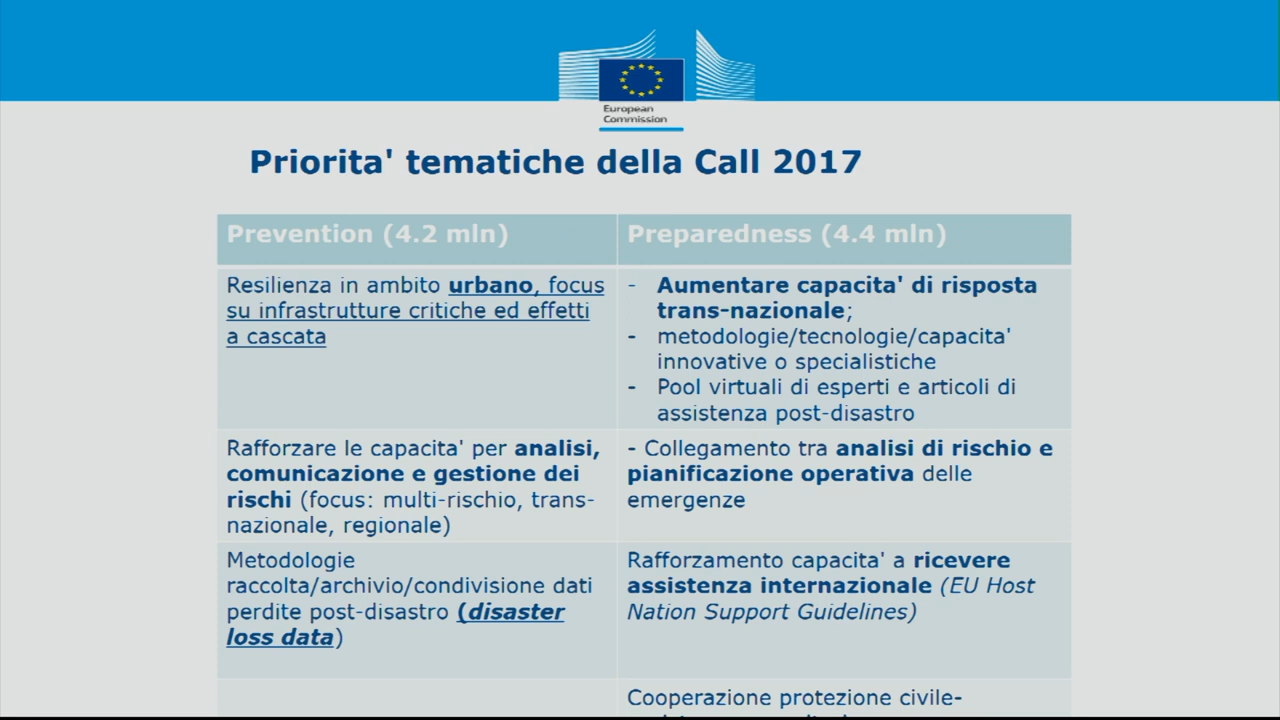 European
Commission
Priorita' tematiche della Call 2017
Prevention (4.2 mln)
Preparedness (4.4 mln)
Resilienza in ambito urbano, focus
su infrastrutture critiche ed effetti
a cascata
- Aumentare capacita' di risposta
trans-nazionale;
- metodologie/tecnologie/capacita'
innovative o specialistiche
- Pool virtuali di esperti e articoli di
assistenza post-disastro
Rafforzare le capacita' per analisi,
comunicazione e gestione dei
rischi (focus: multi-rischio, trans-
nazionale, regionale)
- Collegamento tra analisi di rischio e
pianificazione operativa delle
emergenze
Metodologie
raccolta/archivio/condivisione dati
perdite post-disastro (disaster
loss data)
Rafforzamento capacita' a ricevere
assistenza internazionale (EU Host
Nation Support Guidelines)
Cooperazione protezione civile-